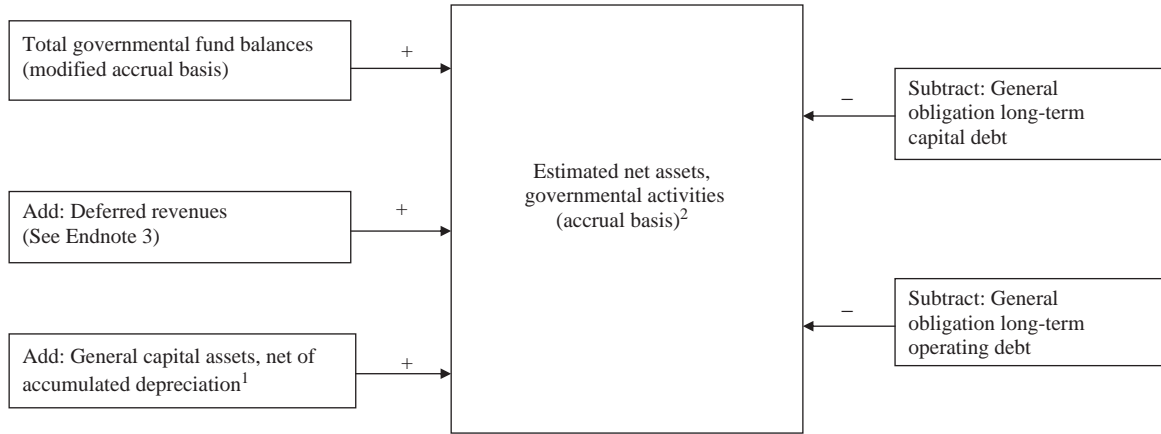 Total governmental fund balances
(modified accrual basis)
+
Add: Deferred revenues
(See Endnote 3)
+
Add: General capital assets, net of
accumulated depreciation1
+
Estimated net assets,
governmental activities
(accrual basis)2
−
Subtract: General
obligation long-term
capital debt
−
Subtract: General
obligation long-term
operating debt